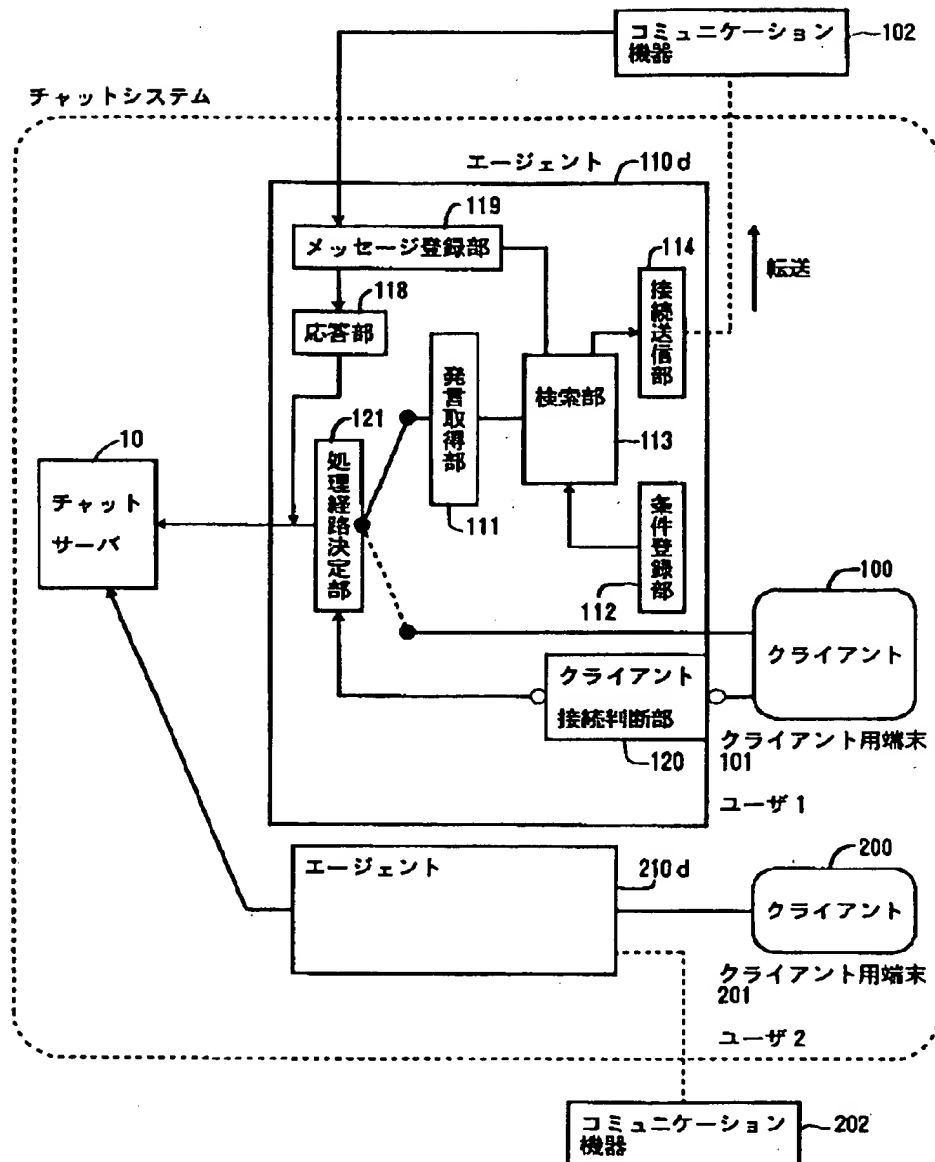 コミュニケーション
機器
102
チャットシステム
エージェント
110d
119
メッセージ登録部
114
接続送信部
転送
118
応答部
発言取得部
検索部
113
121
処理経路決定部
111
10
チャット
サーバ
条件登録部
112
100
クライアント
クライアント
接続判断部
120
クライアント用端末
101
ユーザ1
エージェント
210d
200
クライアント
クライアント用端末
201
ユーザ2
コミュニケーション
機器
202